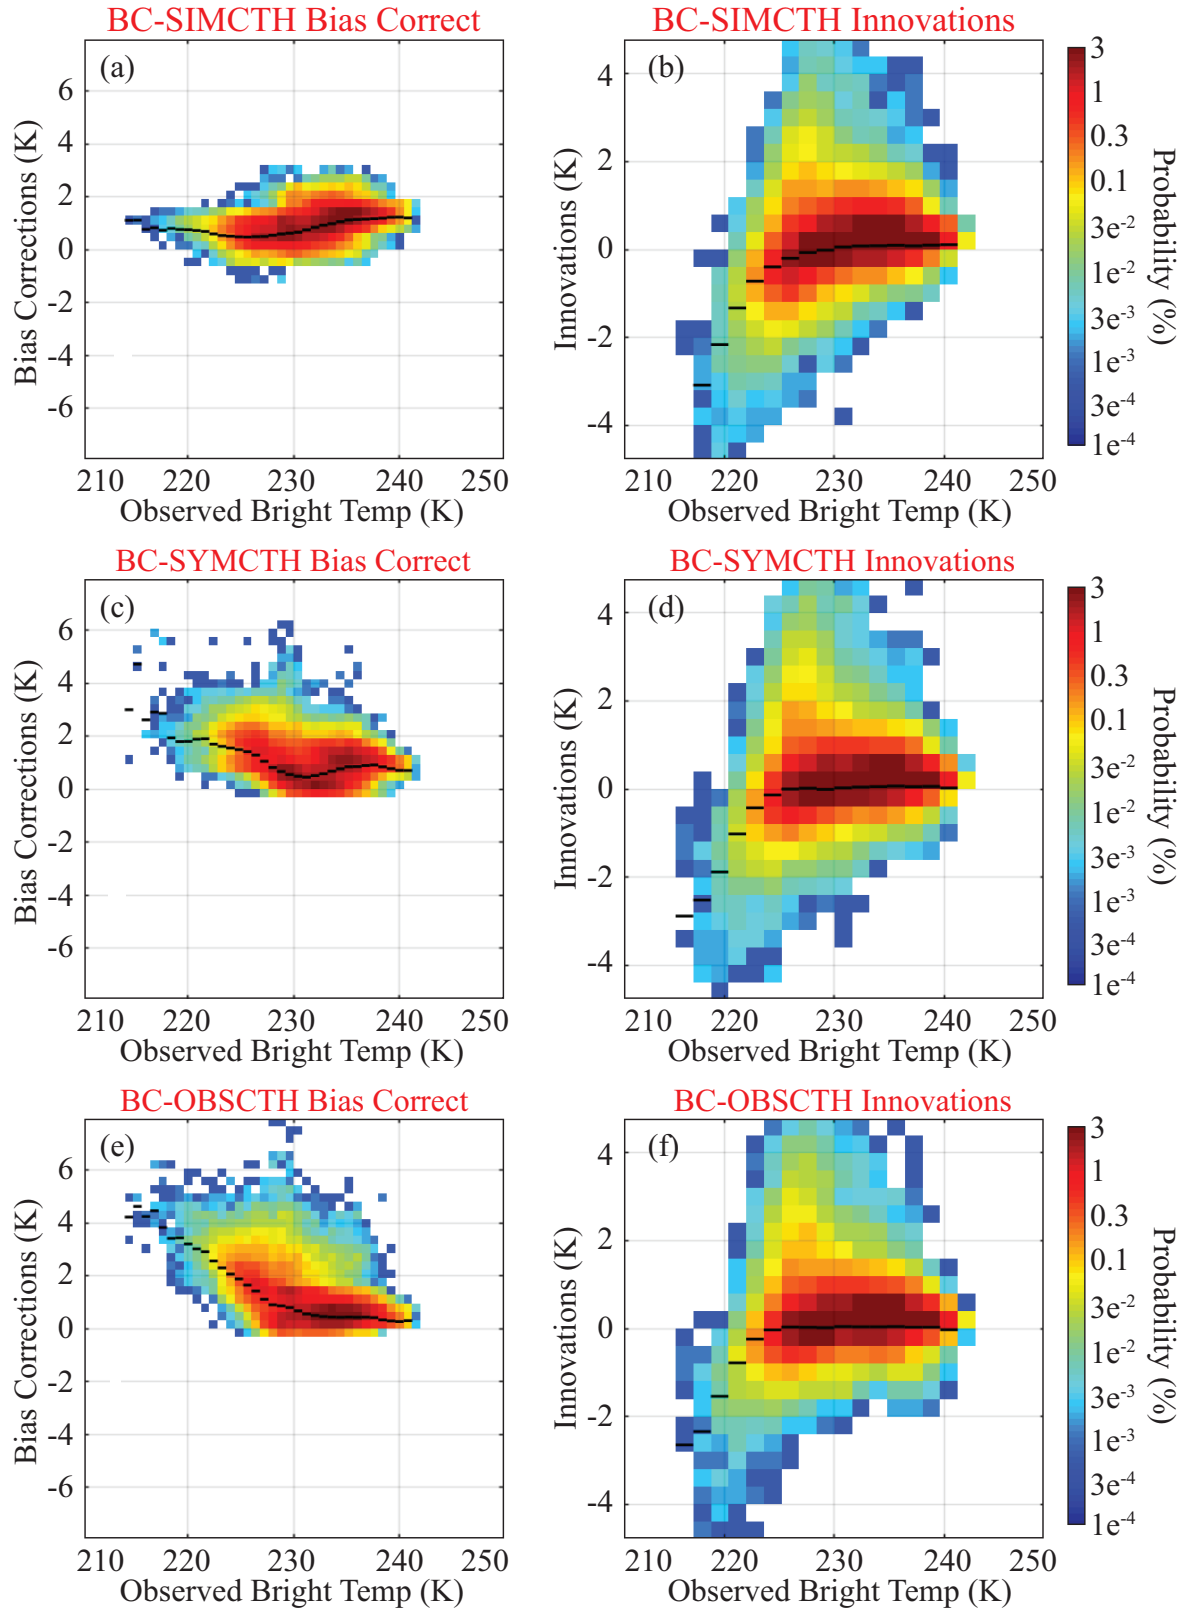 BC-SIMCTH Bias Correct
BC-SIMCTH Innovations
(a)
(b)
6
4
2
0
-2
-4
-6
Bias Corrections (K)
210 220 230 240 250
Observed Bright Temp (K)
4
2
0
-2
-4
Innovations (K)
210 220 230 240 250
Observed Bright Temp (K)
3
1
0.3
0.1
3e-2
1e-2
3e-3
1e-3
3e-4
1e-4
Probability (%)
BC-SYMCTH Bias Correct
BC-SYMCTH Innovations
(c)
(d)
6
4
2
0
-2
-4
-6
Bias Corrections (K)
210 220 230 240 250
Observed Bright Temp (K)
4
2
0
-2
-4
Innovations (K)
210 220 230 240 250
Observed Bright Temp (K)
3
1
0.3
0.1
3e-2
1e-2
3e-3
1e-3
3e-4
1e-4
Probability (%)
BC-OBSCTH Bias Correct
BC-OBSCTH Innovations
(e)
(f)
6
4
2
0
-2
-4
-6
Bias Corrections (K)
210 220 230 240 250
Observed Bright Temp (K)
4
2
0
-2
-4
Innovations (K)
210 220 230 240 250
Observed Bright Temp (K)
3
1
0.3
0.1
3e-2
1e-2
3e-3
1e-3
3e-4
1e-4
Probability (%)